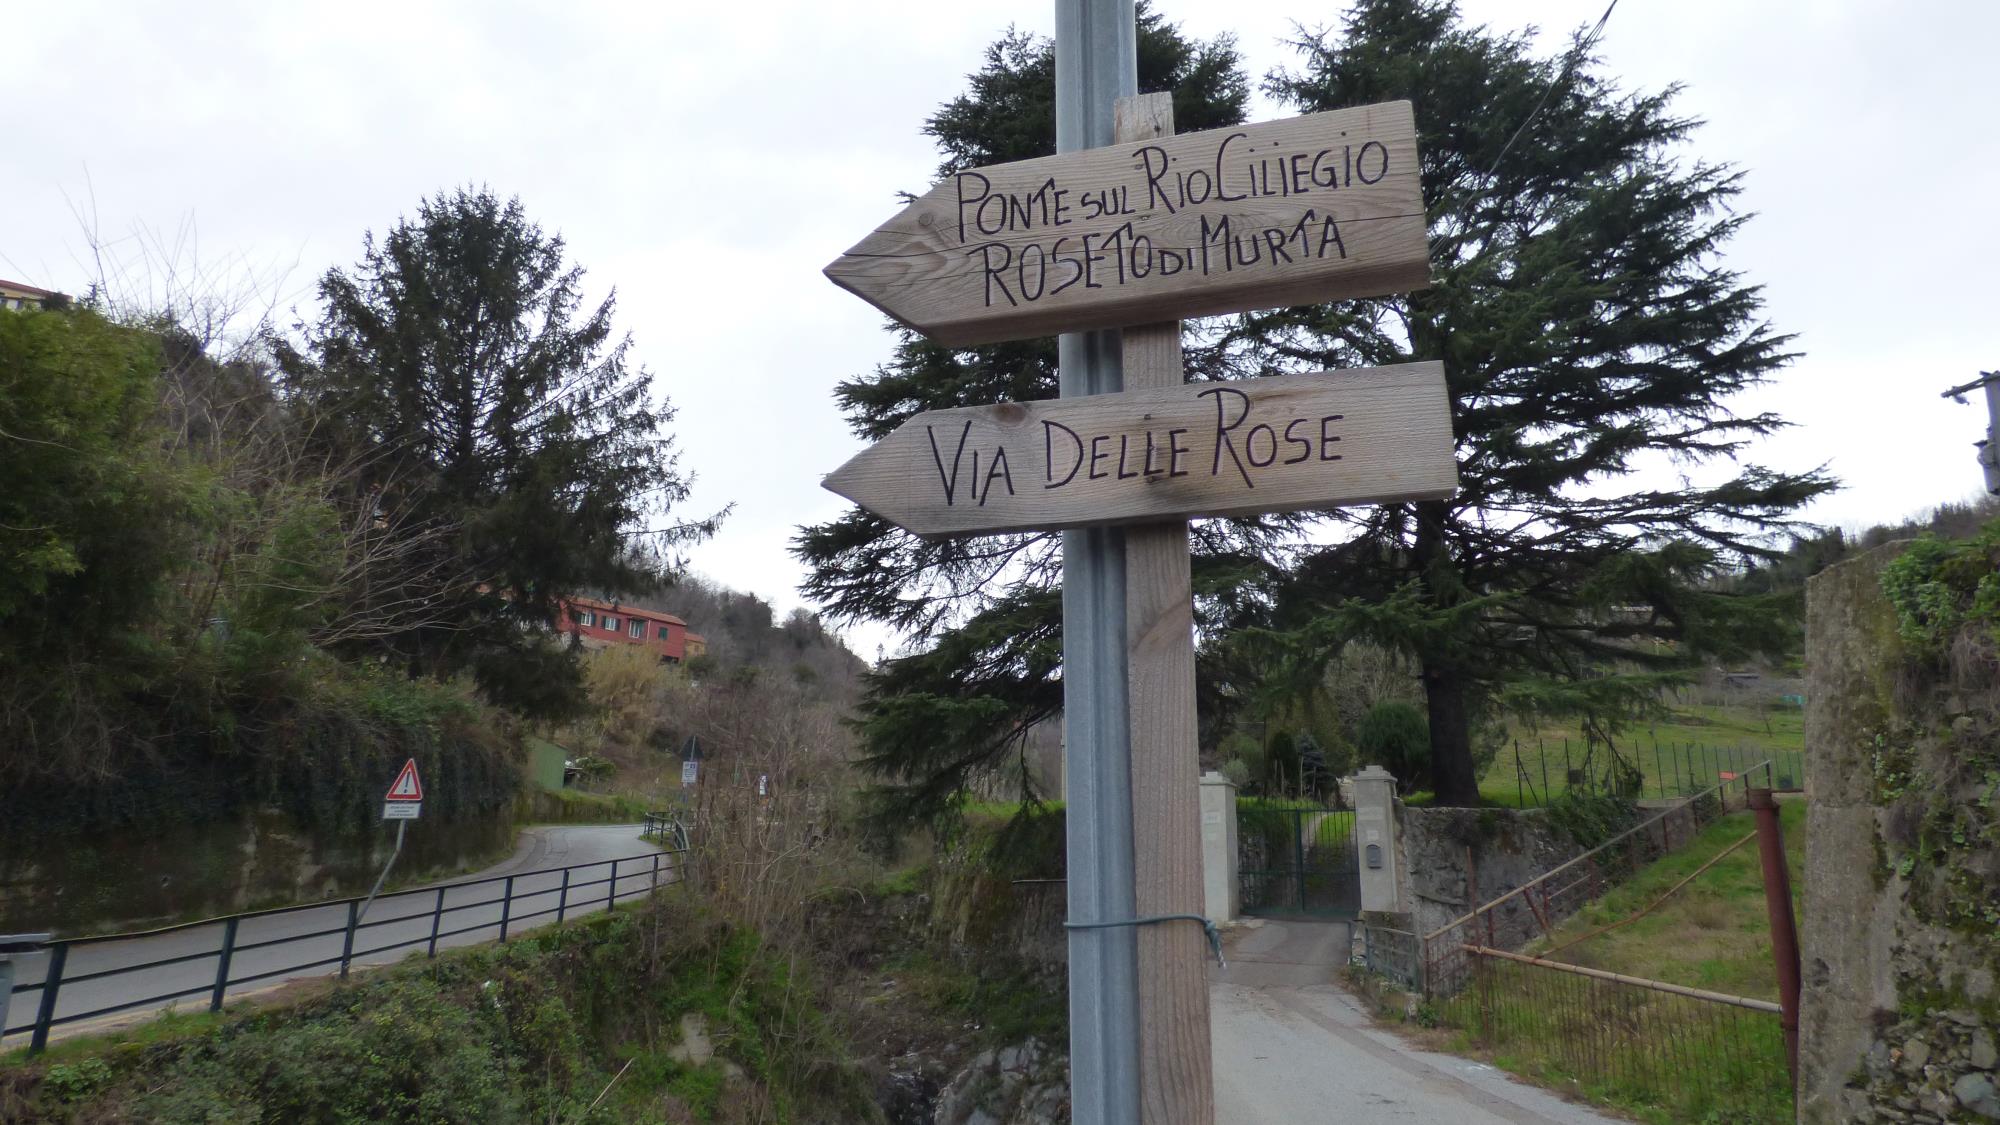 PONTE SUL RIO CILIEGIO
ROSETO DI MURTA
VIA DELLE ROSE